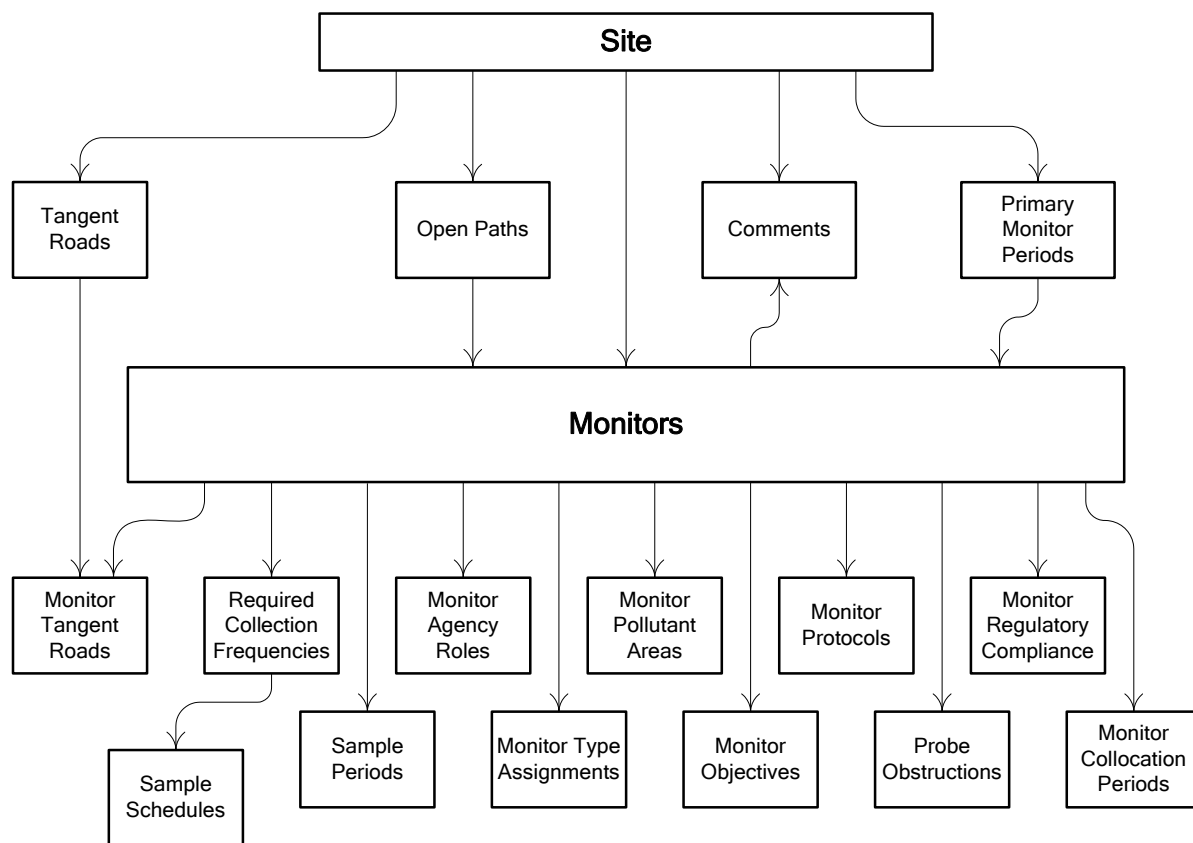 Site
Tangent
Roads
Open Paths
Comments
Primary
Monitor
Periods
Monitors
Monitor
Tangent
Roads
Required
Collection
Frequencies
Monitor
Agency
Roles
Monitor
Pollutant
Areas
Monitor
Protocols
Monitor
Regulatory
Compliance
Sample
Schedules
Sample
Periods
Monitor Type
Assignments
Monitor
Objectives
Probe
Obstructions
Monitor
Collocation
Periods